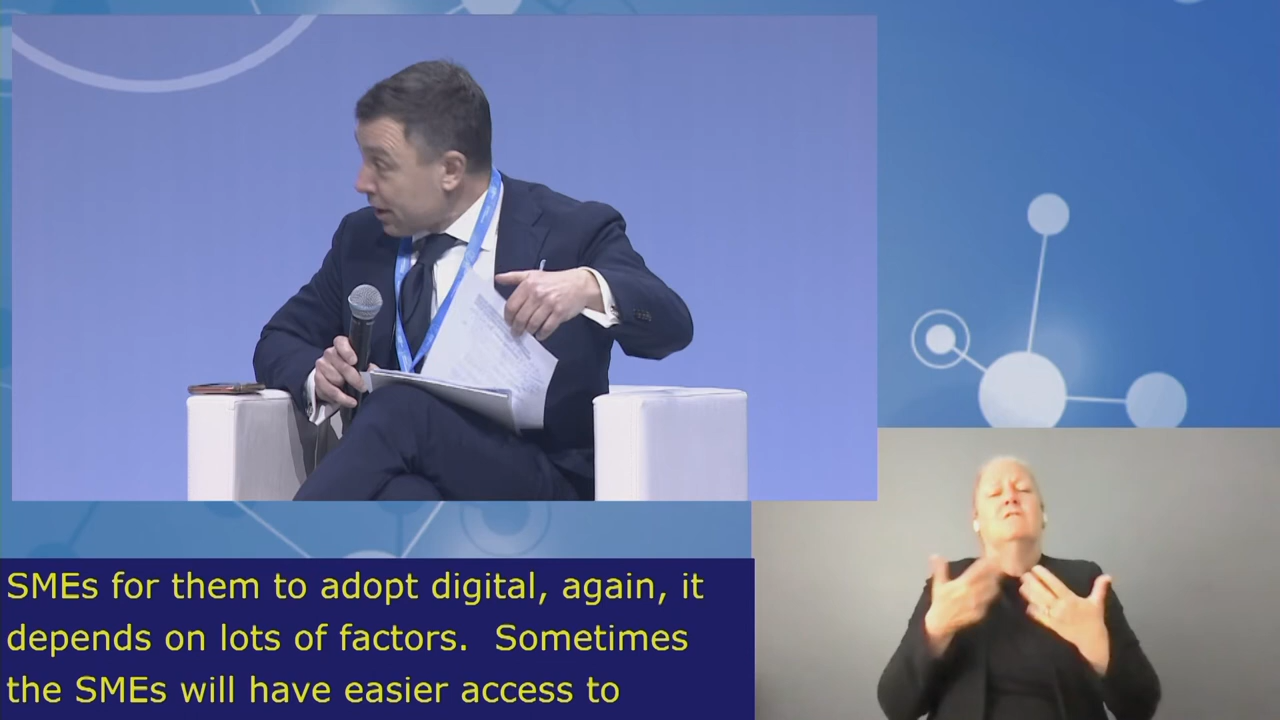 SMEs for them to adopt digital, again, it
depends on lots of factors.  Sometimes
the SMEs will have easier access to